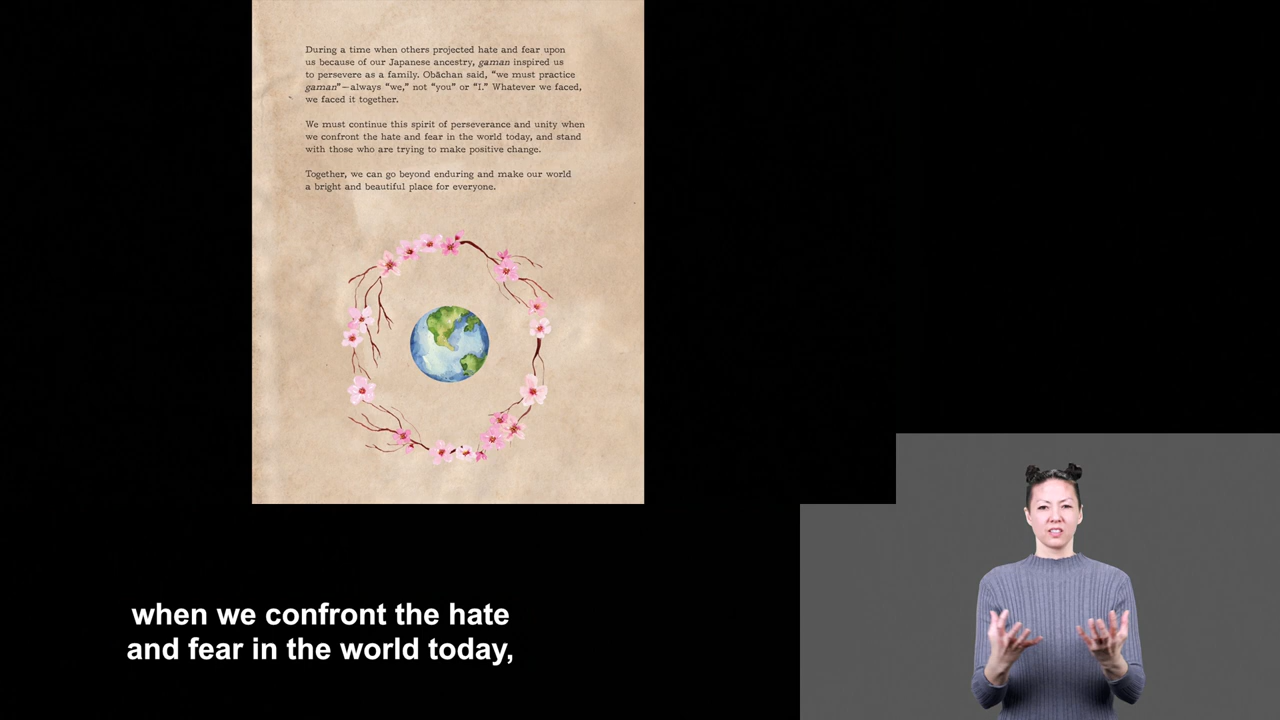 During a time when others projected hate and fear upon
us because of our Japanese ancestry, gaman inspired us
to persevere as a family. Obāchan said, “we must practice
gaman”—always “we,” not “you” or “I.” Whatever we faced,
we faced it together.
We must continue this spirit of perseverance and unity when
we confront the hate and fear in the world today, and stand
with those who are trying to make positive change.
Together, we can go beyond enduring and make our world
a bright and beautiful place for everyone.
when we confront the hate
and fear in the world today,